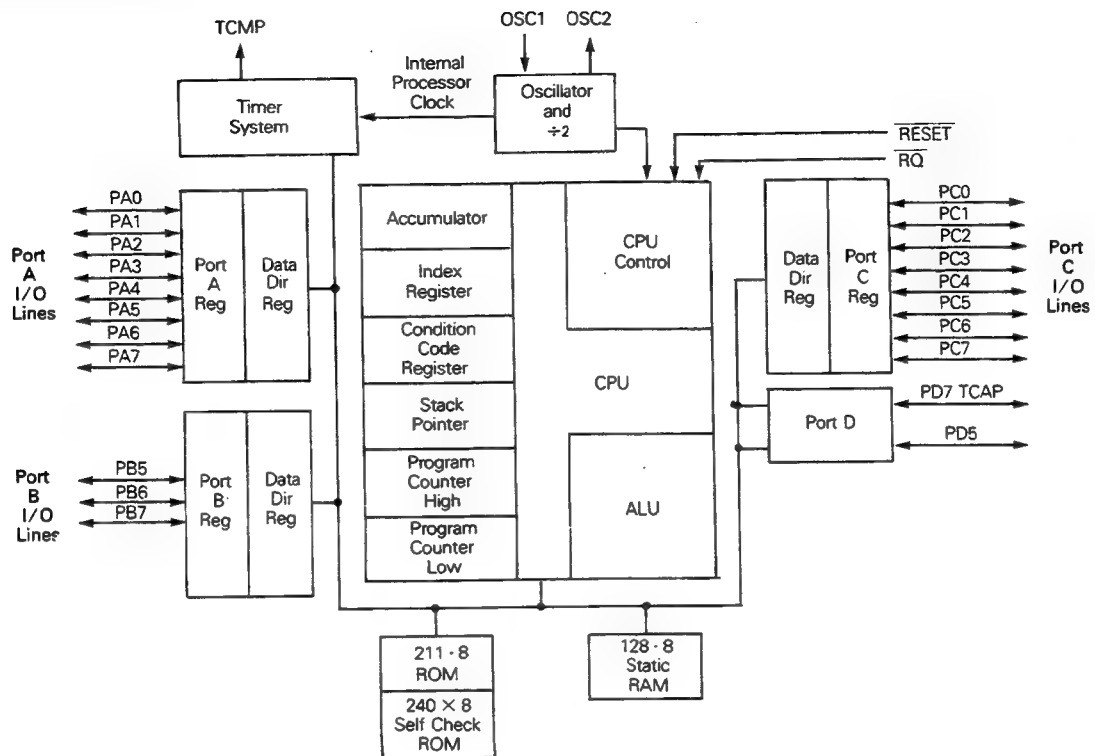 TCMP
OSC1
OSC2
Timer
System
Internal
Processor
Clock
Oscillator
and
÷2
RESET
RQ
Port
A
I/O
Lines
PA0
PA1
PA2
PA3
PA4
PA5
PA6
PA7
Port
A
Reg
Data
Dir
Reg
Port
B
I/O
Lines
PB5
PB6
PB7
Port
B
Reg
Data
Dir
Reg
Accumulator
Index
Register
Condition
Code
Register
Stack
Pointer
Program
Counter
High
Program
Counter
Low
CPU
Control
CPU
ALU
Data
Dir
Reg
Port
C
Reg
PC0
PC1
PC2
PC3
PC4
PC5
PC6
PC7
Port
C
I/O
Lines
Port D
PD7 TCAP
PD5
211·8
ROM
240 × 8
Self Check
ROM
128·8
Static
RAM